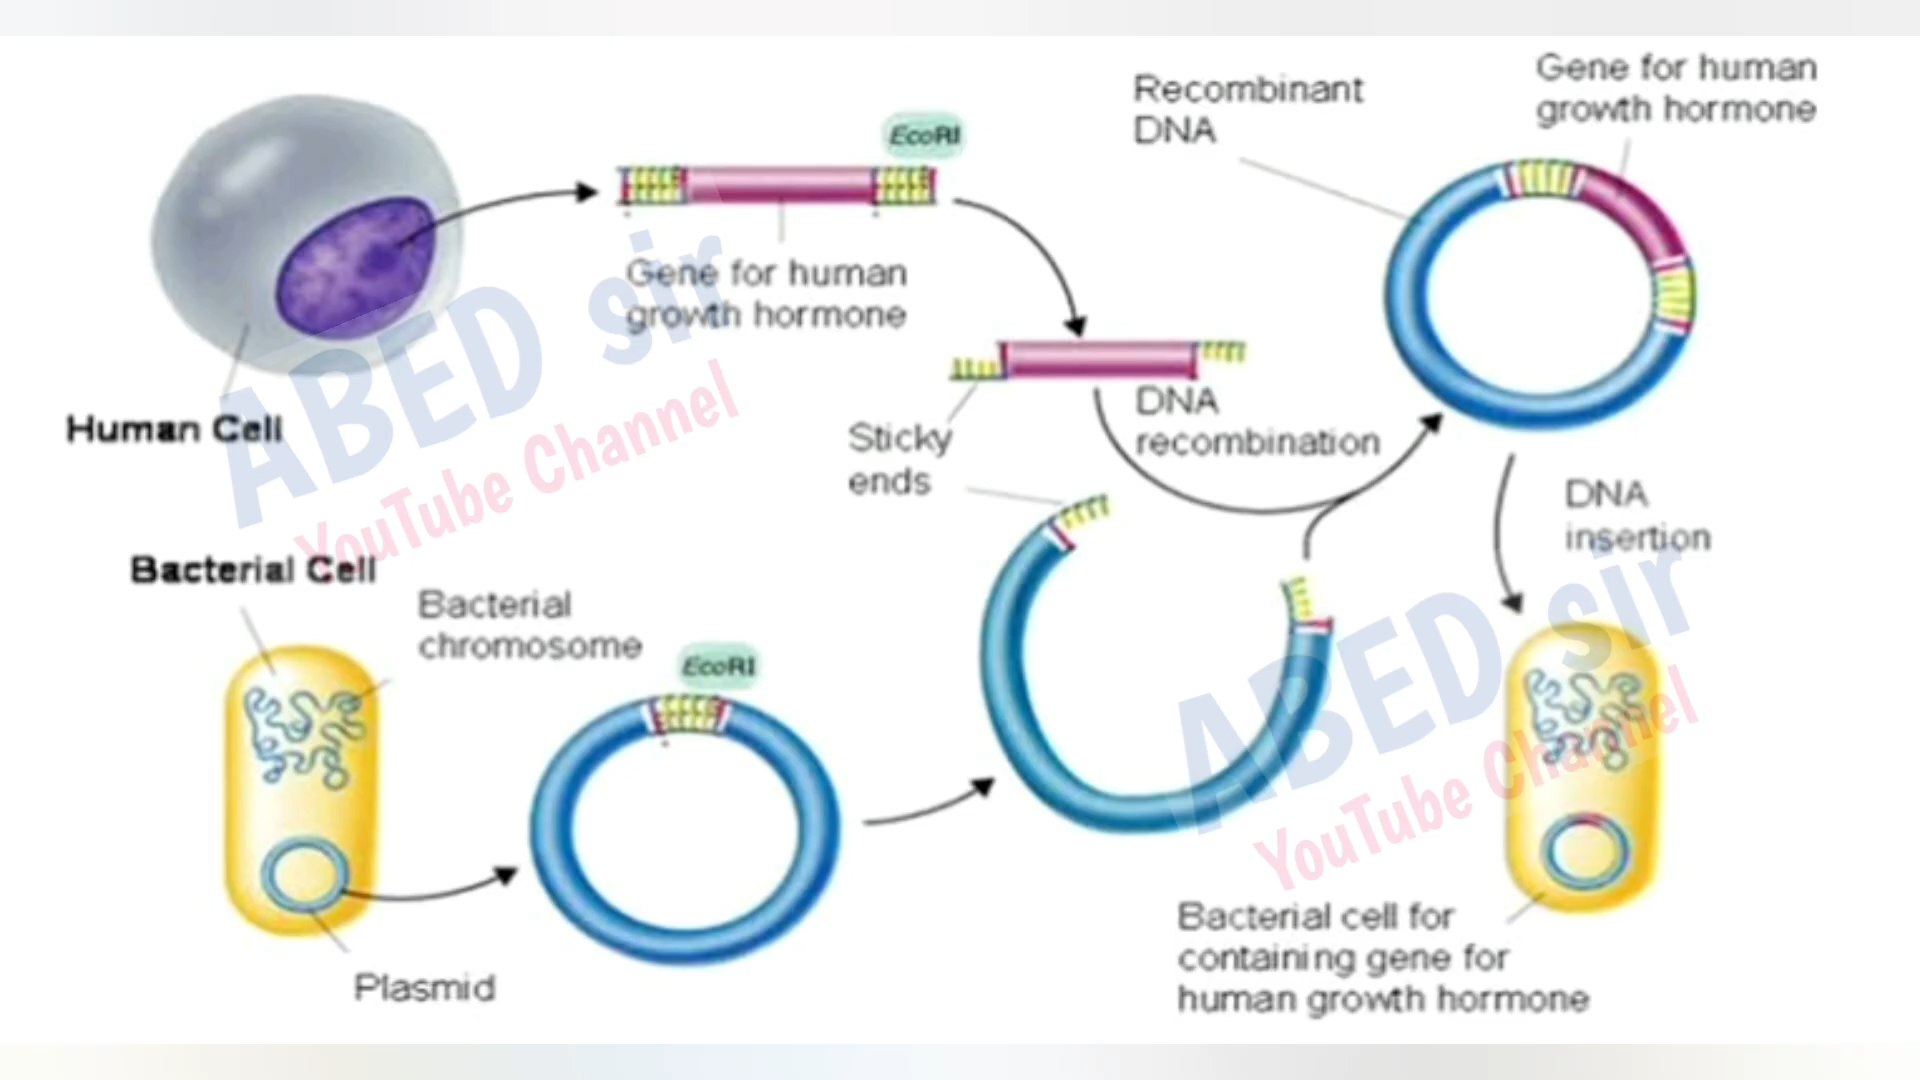 Gene for human
growth hormone
Recombinant
DNA
EcoRI
Gene for human
growth hormone
Human Cell
Sticky
ends
DNA
recombination
DNA
insertion
Bacterial Cell
Bacterial
chromosome
EcoRI
Plasmid
Bacterial cell for
containing gene for
human growth hormone
ABED sir
YouTube Channel
ABED sir
YouTube Channel